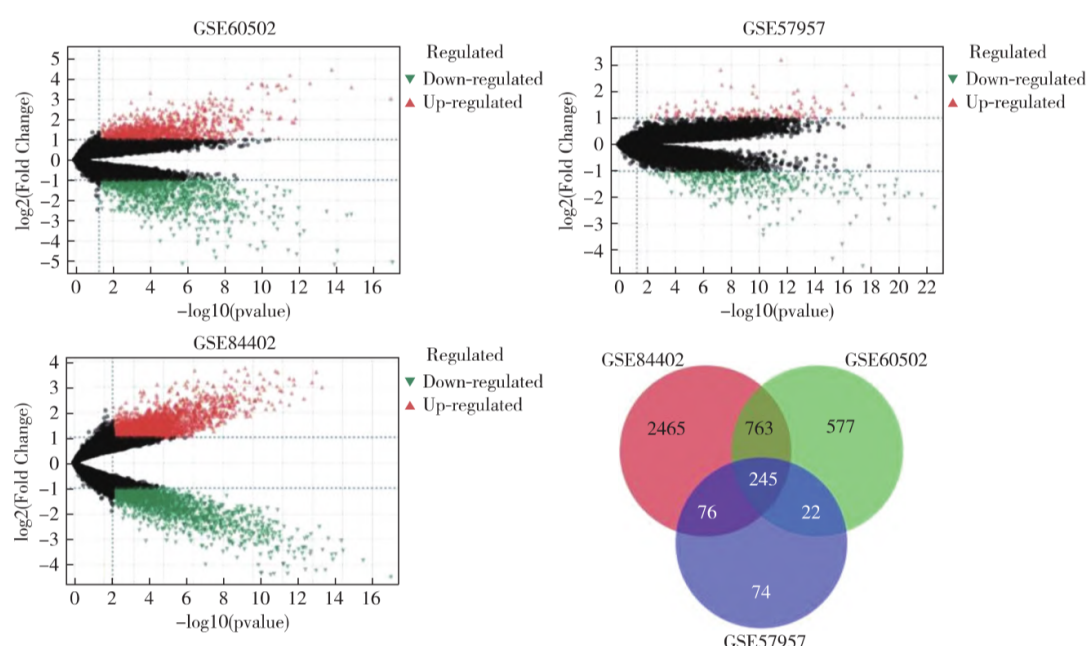 GSE60502
5
4
3
2
1
0
−1
−2
−3
−4
−5
log2(Fold Change)
0 2 4 6 8 10 12 14 16
−log10(pvalue)
Regulated
Down-regulated
Up-regulated
GSE57957
3
2
1
0
−1
−2
−3
−4
log2(Fold Change)
0 2 4 6 8 10 12 14 16 18 20 22
−log10(pvalue)
Regulated
Down-regulated
Up-regulated
GSE84402
4
3
2
1
0
−1
−2
−3
−4
log2(Fold Change)
0 2 4 6 8 10 12 14 16
−log10(pvalue)
Regulated
Down-regulated
Up-regulated
GSE84402 GSE60502
2465 763 577
245
76 22
74
GSE57957